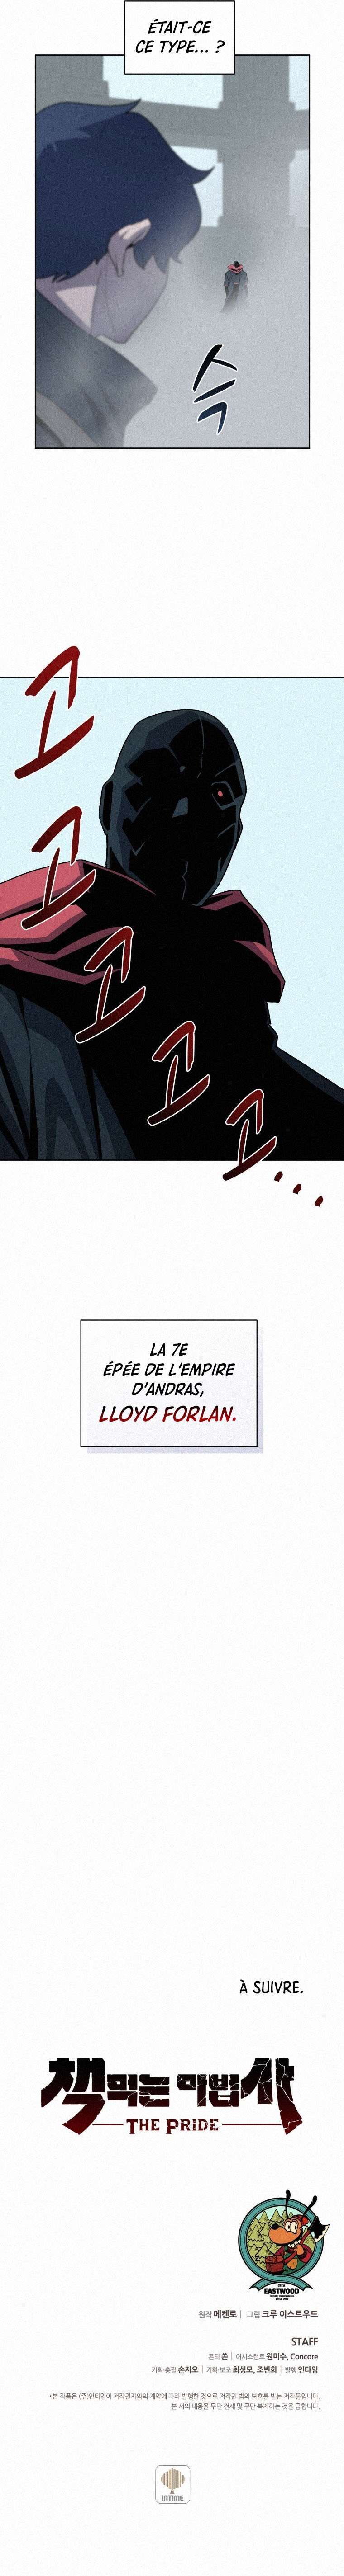 ÉTAIT-CE
CE TYPE... ?
스
ㅋ
고
고
고
고
고
LA 7E
ÉPÉE DE L'EMPIRE
D'ANDRAS,
LLOYD FORLAN.
À SUIVRE.
책 먹는 마법사
THE PRIDE
CREW
EASTWOOD
원작 메켄로 | 그림 크루 이스트우드
STAFF
콘티 쏜 | 어시스턴트 원미수, Concore
기획·총괄 손지오 | 기획·보조 최성모, 조빈희 | 발행 인타임
*본 작품은 (주)인타임이 저작권자와의 계약에 따라 발행한 것으로 저작권 법의 보호를 받는 저작물입니다.
본 서의 내용을 무단 전재 및 무단 복제하는 것을 금합니다.
INTIME